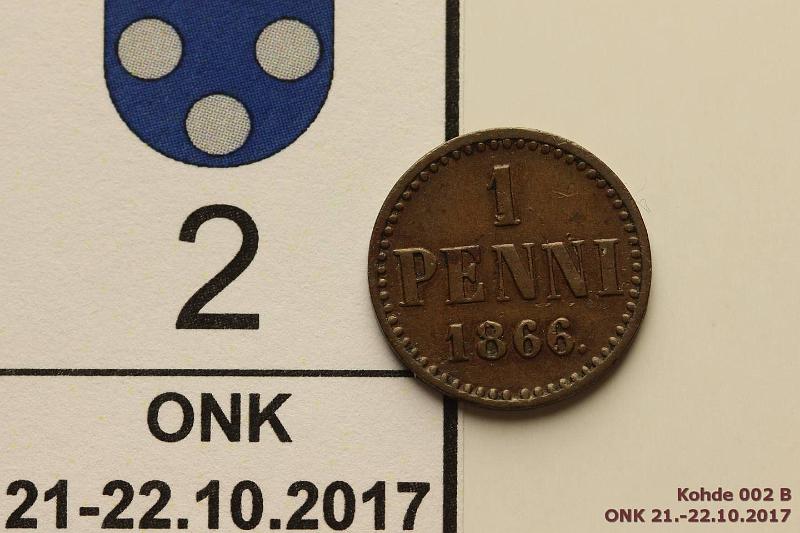 2
ONK
21-22.10.2017
1
PENNI
1866.
Kohde 002 B
ONK 21.-22.10.2017